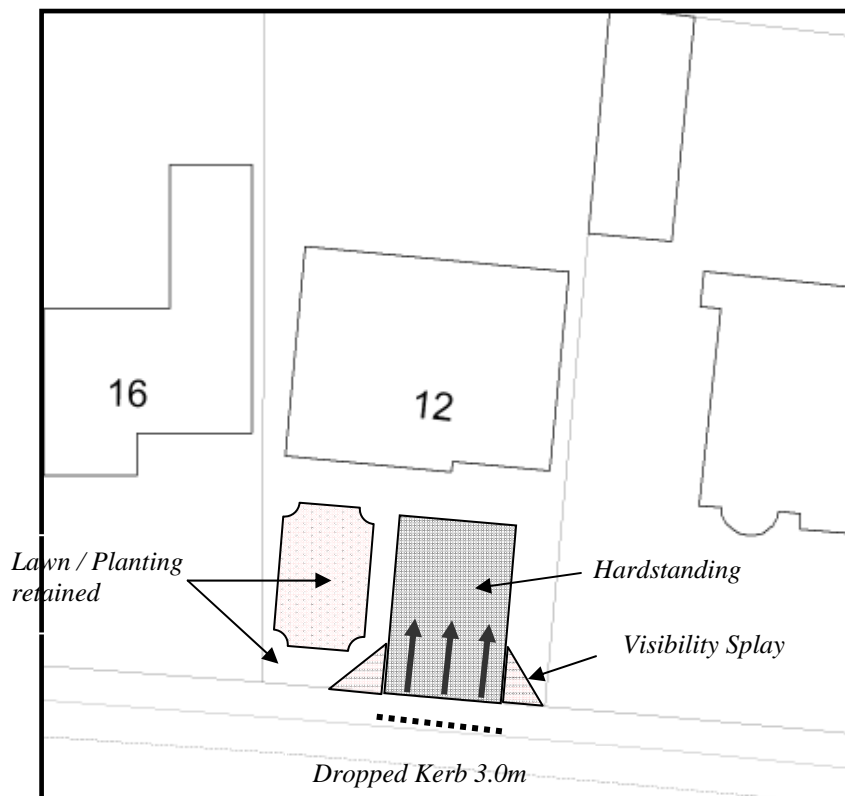 16
12
Lawn / Planting
retained
Hardstanding
Visibility Splay
Dropped Kerb 3.0m